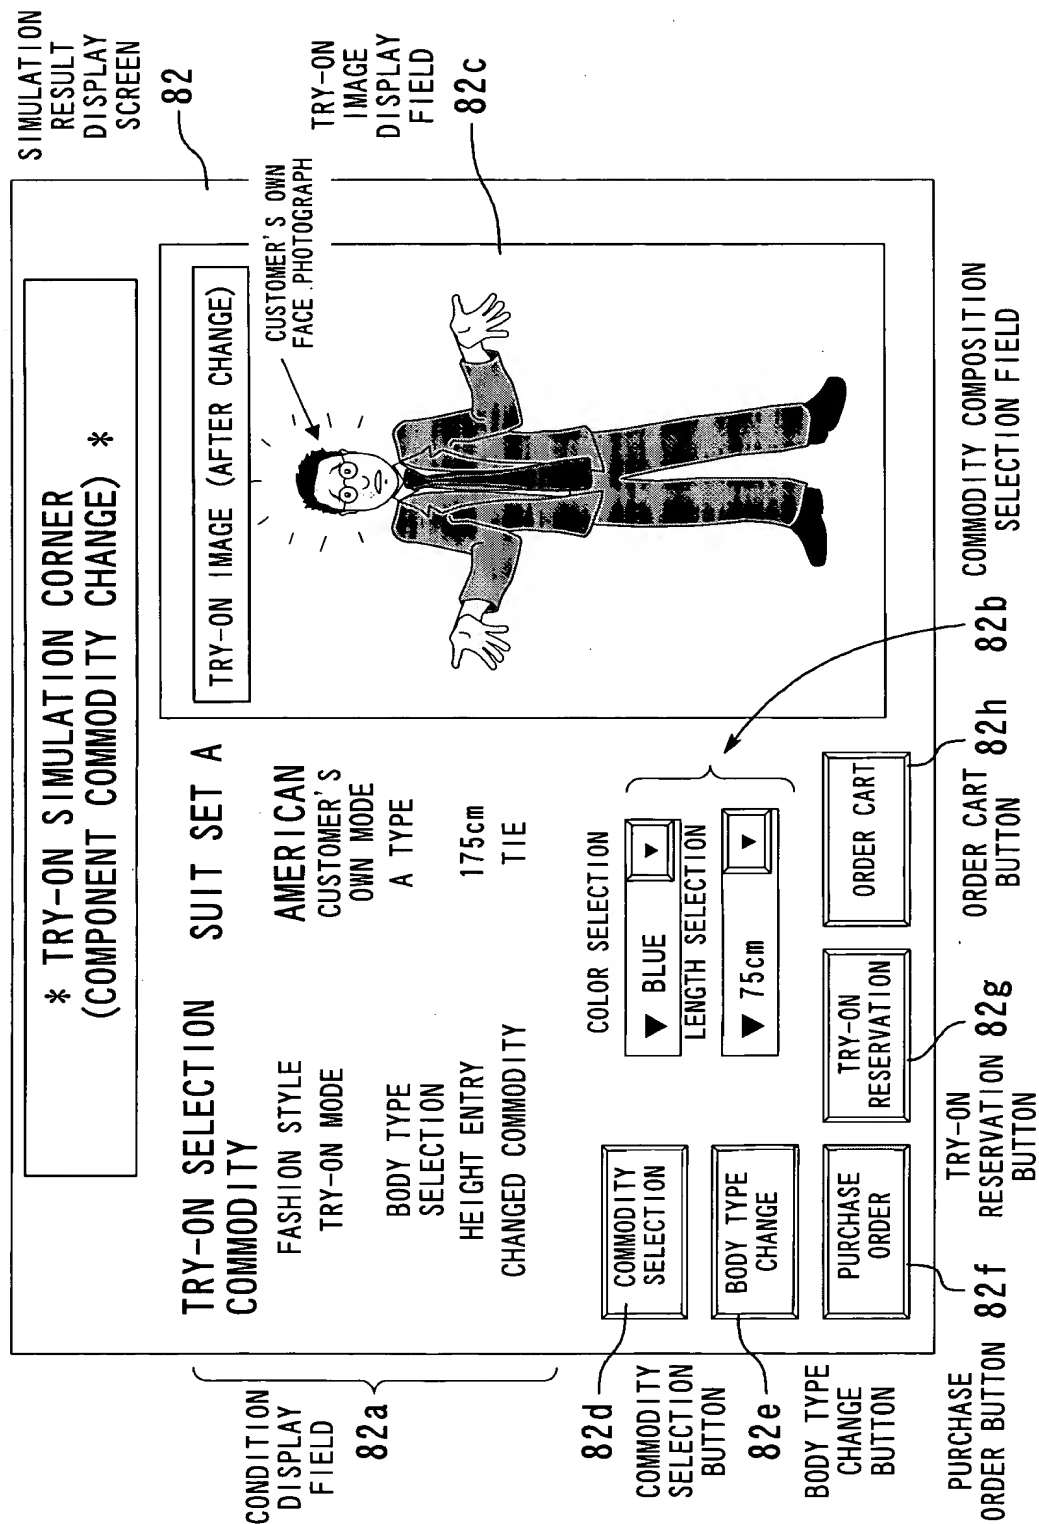 SIMULATION
RESULT
DISPLAY
SCREEN
82
* TRY-ON SIMULATION CORNER
(COMPONENT COMMODITY CHANGE) *
TRY-ON SELECTION
COMMODITY
SUIT SET A
FASHION STYLE
AMERICAN
TRY-ON MODE
CUSTOMER'S
OWN MODE
BODY TYPE
SELECTION
A TYPE
HEIGHT ENTRY
175cm
CHANGED COMMODITY
TIE
CONDITION
DISPLAY
FIELD
82a
TRY-ON IMAGE (AFTER CHANGE)
CUSTOMER'S OWN
FACE PHOTOGRAPH
TRY-ON
IMAGE
DISPLAY
FIELD
82c
COLOR SELECTION
▼ BLUE ▼
LENGTH SELECTION
▼ 75cm ▼
82b
COMMODITY COMPOSITION
SELECTION FIELD
COMMODITY
SELECTION
82d
COMMODITY
SELECTION
BUTTON
BODY TYPE
CHANGE
82e
BODY TYPE
CHANGE
BUTTON
PURCHASE
ORDER
TRY-ON
RESERVATION
ORDER CART
PURCHASE
ORDER BUTTON 82f
TRY-ON
RESERVATION 82g
BUTTON
ORDER CART 82h
BUTTON